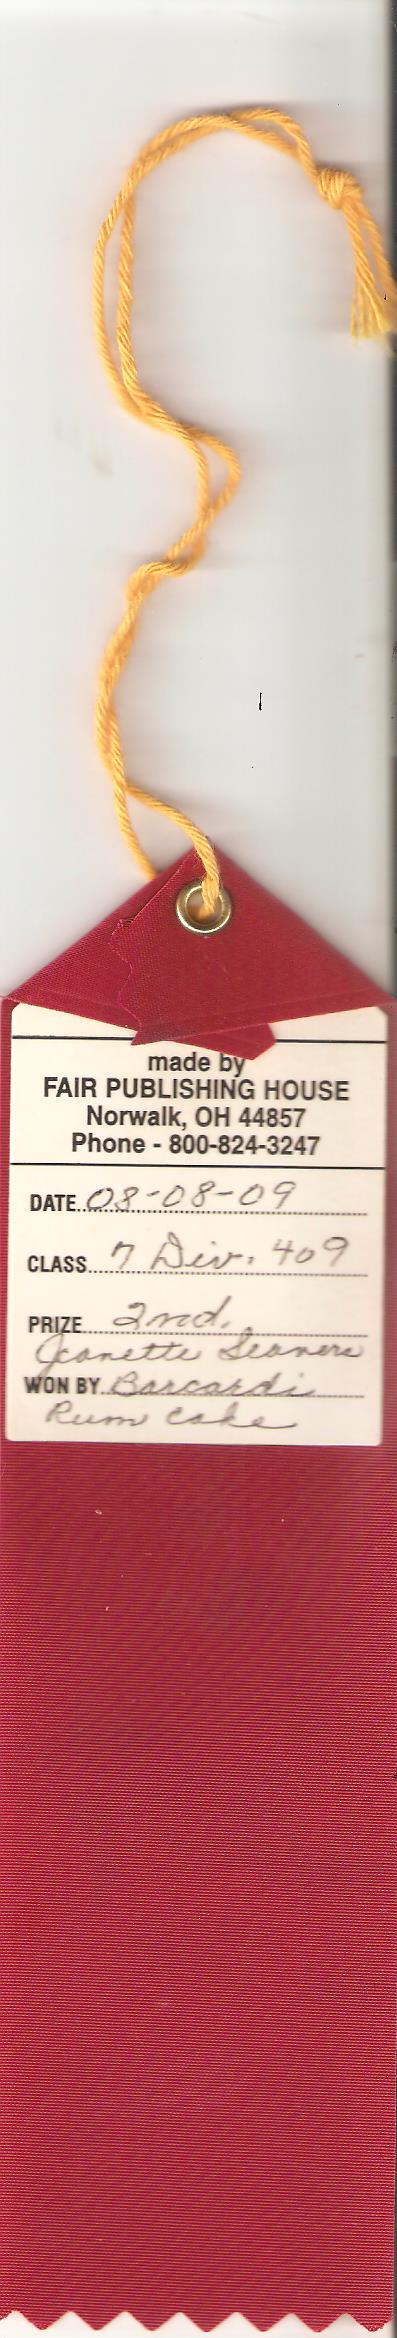 made by
FAIR PUBLISHING HOUSE
Norwalk, OH 44857
Phone - 800-824-3247
DATE 08-08-09
CLASS 7 Div. 409
PRIZE 2nd.
Jeanette Seavers
WON BY Barcardi
Rum cake